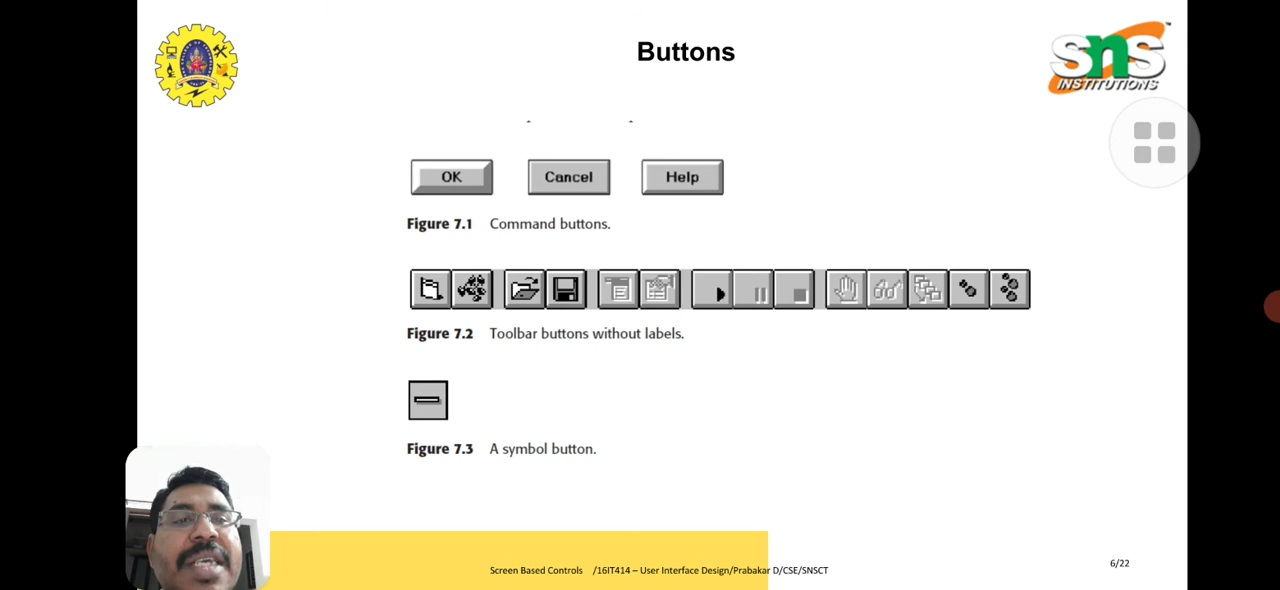 Buttons
sns
INSTITUTIONS
OK
Cancel
Help
Figure 7.1 Command buttons.
Figure 7.2 Toolbar buttons without labels.
Figure 7.3 A symbol button.
Screen Based Controls /16IT414 – User Interface Design/Prabakar D/CSE/SNSCT
6/22